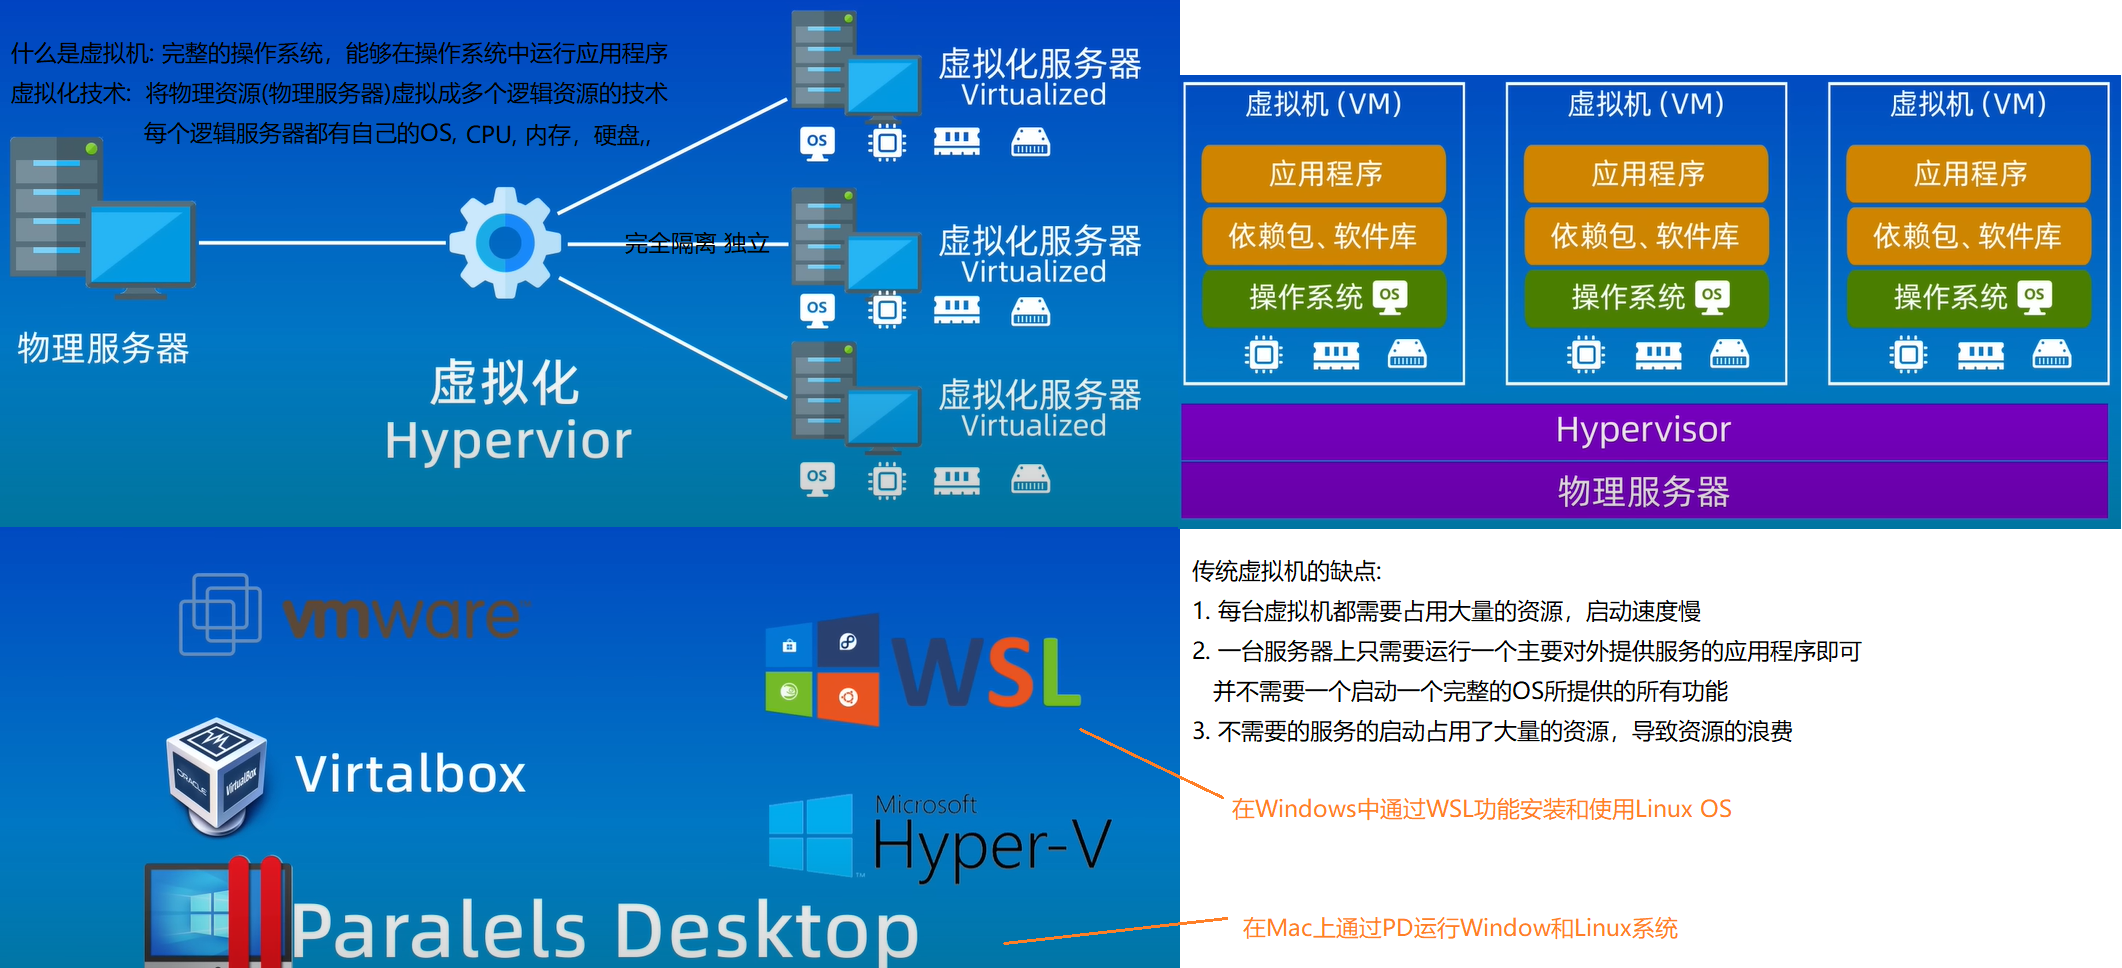 什么是虚拟机: 完整的操作系统，能够在操作系统中运行应用程序
虚拟化技术: 将物理资源(物理服务器)虚拟成多个逻辑资源的技术
每个逻辑服务器都有自己的OS, CPU, 内存，硬盘,,
物理服务器
虚拟化
Hypervior
完全隔离 独立
虚拟化服务器
Virtualized
OS
虚拟化服务器
Virtualized
OS
虚拟化服务器
Virtualized
OS
虚拟机 (VM)
应用程序
依赖包、软件库
操作系统 OS
虚拟机 (VM)
应用程序
依赖包、软件库
操作系统 OS
虚拟机 (VM)
应用程序
依赖包、软件库
操作系统 OS
Hypervisor
物理服务器
vmware
WSL
ORACLE
VirtualBox
Virtalbox
Microsoft
Hyper-V
TM
Paralels Desktop
传统虚拟机的缺点:
1. 每台虚拟机都需要占用大量的资源，启动速度慢
2. 一台服务器上只需要运行一个主要对外提供服务的应用程序即可
并不需要一个启动一个完整的OS所提供的所有功能
3. 不需要的服务的启动占用了大量的资源，导致资源的浪费
在Windows中通过WSL功能安装和使用Linux OS
在Mac上通过PD运行Window和Linux系统